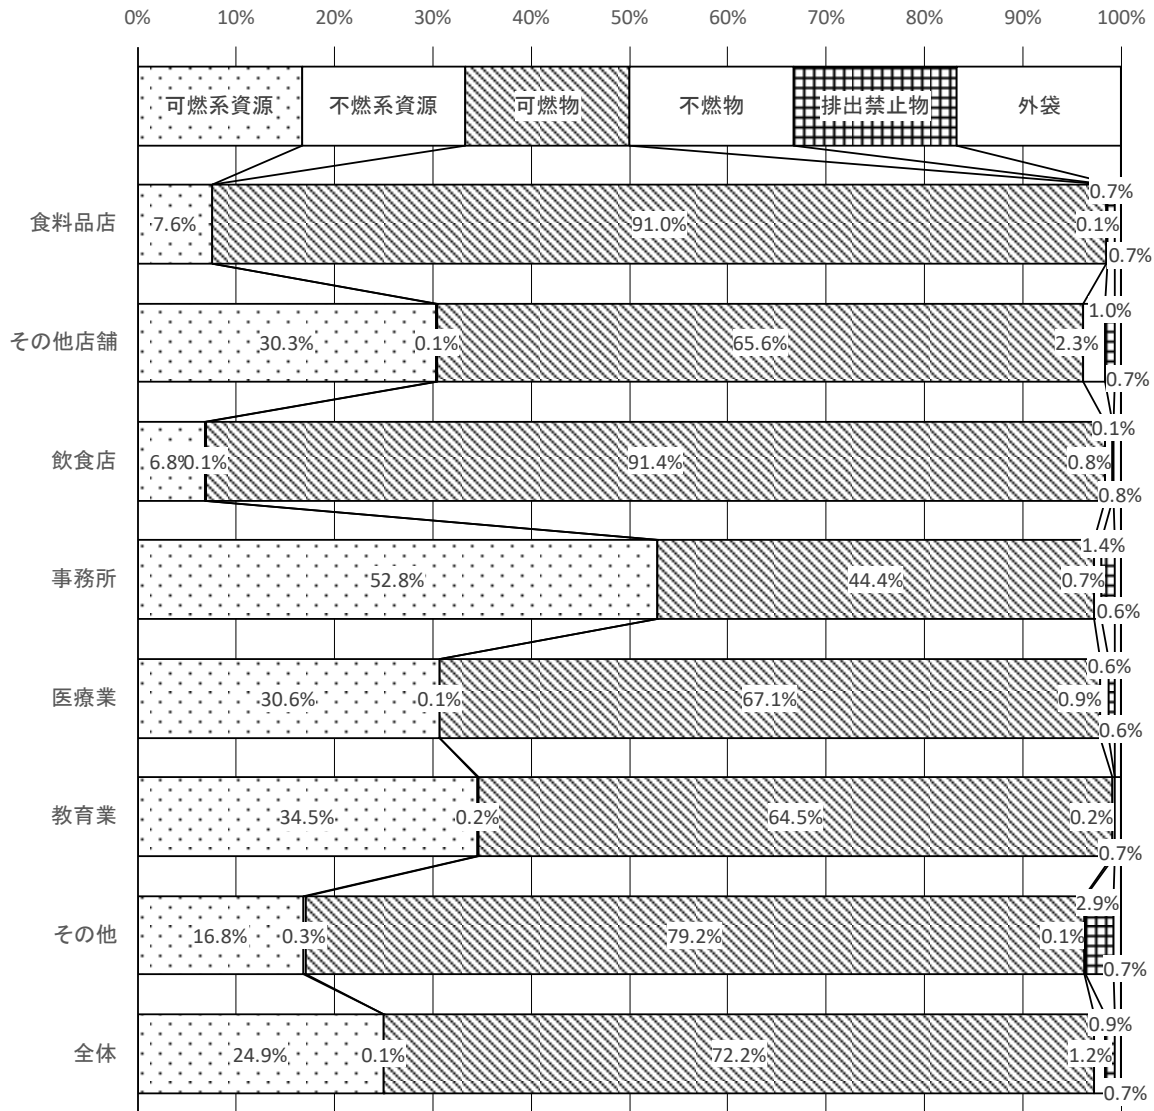 0% 10% 20% 30% 40% 50% 60% 70% 80% 90% 100%
可燃系資源 不燃系資源 可燃物 不燃物 排出禁止物 外袋
0.7%
食料品店 7.6% 91.0% 0.1%
0.7%
1.0%
その他店舗 30.3% 0.1% 65.6% 2.3%
0.7%
0.1%
飲食店 6.8% 0.1% 91.4% 0.8%
0.8%
1.4%
事務所 52.8% 44.4% 0.7%
0.6%
0.6%
医療業 30.6% 0.1% 67.1% 0.9%
0.6%
教育業 34.5% 0.2% 64.5% 0.2%
0.7%
2.9%
その他 16.8% 0.3% 79.2% 0.1%
0.7%
0.9%
全体 24.9% 0.1% 72.2% 1.2%
0.7%